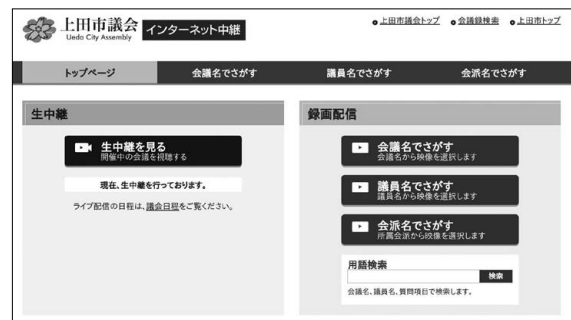 上田市議会
Ueda City Assembly
インターネット中継
上田市議会トップ 会議録検索 上田市トップ
トップページ 会議名でさがす 議員名でさがす 会派名でさがす
生中継
生中継を見る
開催中の会議を視聴する
現在、生中継を行っております。
ライブ配信の日程は、議会日程をご覧ください。
録画配信
会議名でさがす
会議名から映像を選択します
議員名でさがす
議員名から映像を選択します
会派名でさがす
所属会派から映像を選択します
用語検索
検索
会議名、議員名、質問項目で検索します。